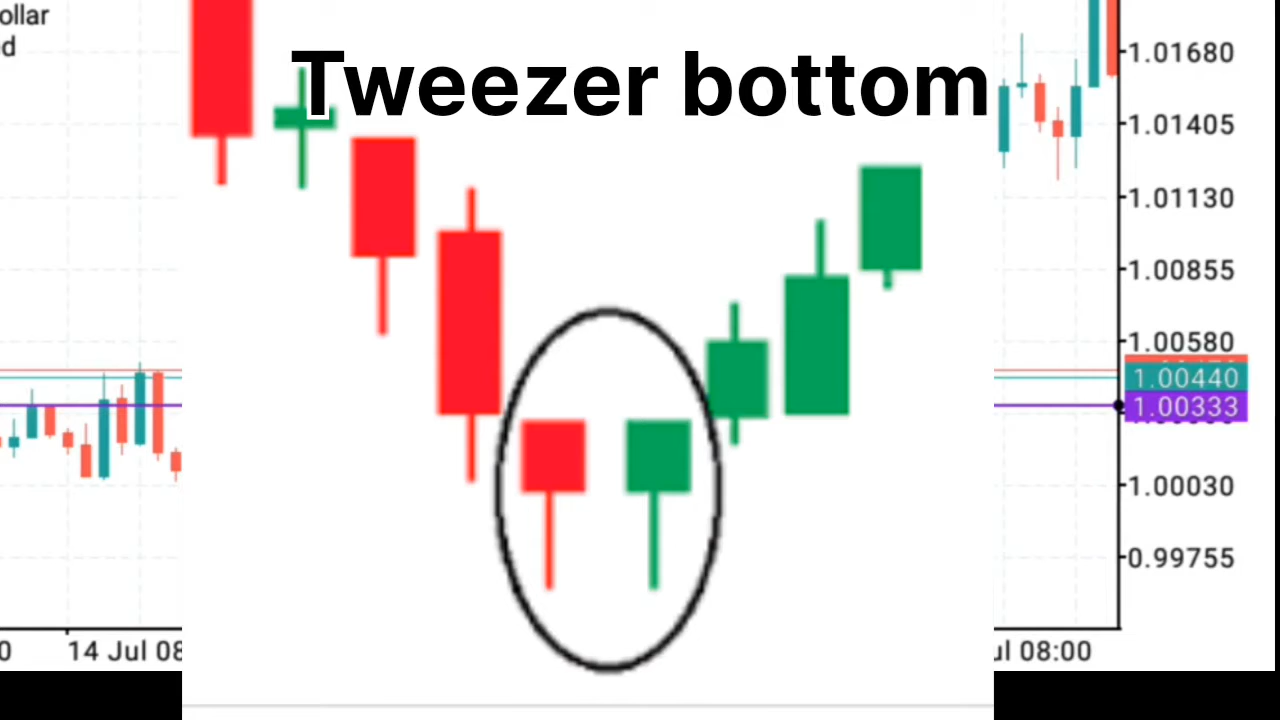 ollar
d
Tweezer bottom
1.01680
1.01405
1.01130
1.00855
1.00580
1.00440
1.00333
1.00030
0.99755
0
14 Jul 08
ul 08:00